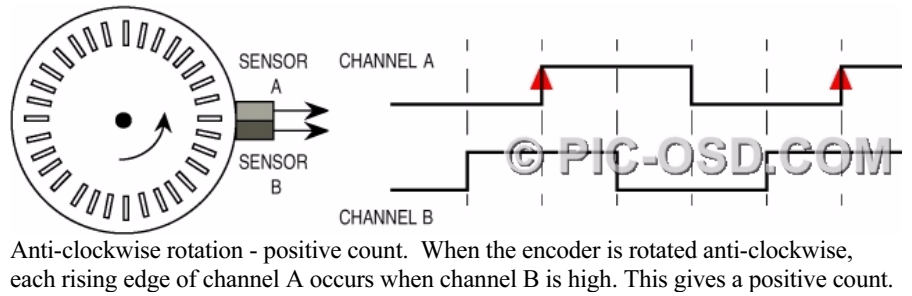 SENSOR
A
SENSOR
B
CHANNEL A
© PIC-OSD.COM
CHANNEL B
Anti-clockwise rotation - positive count. When the encoder is rotated anti-clockwise,
each rising edge of channel A occurs when channel B is high. This gives a positive count.